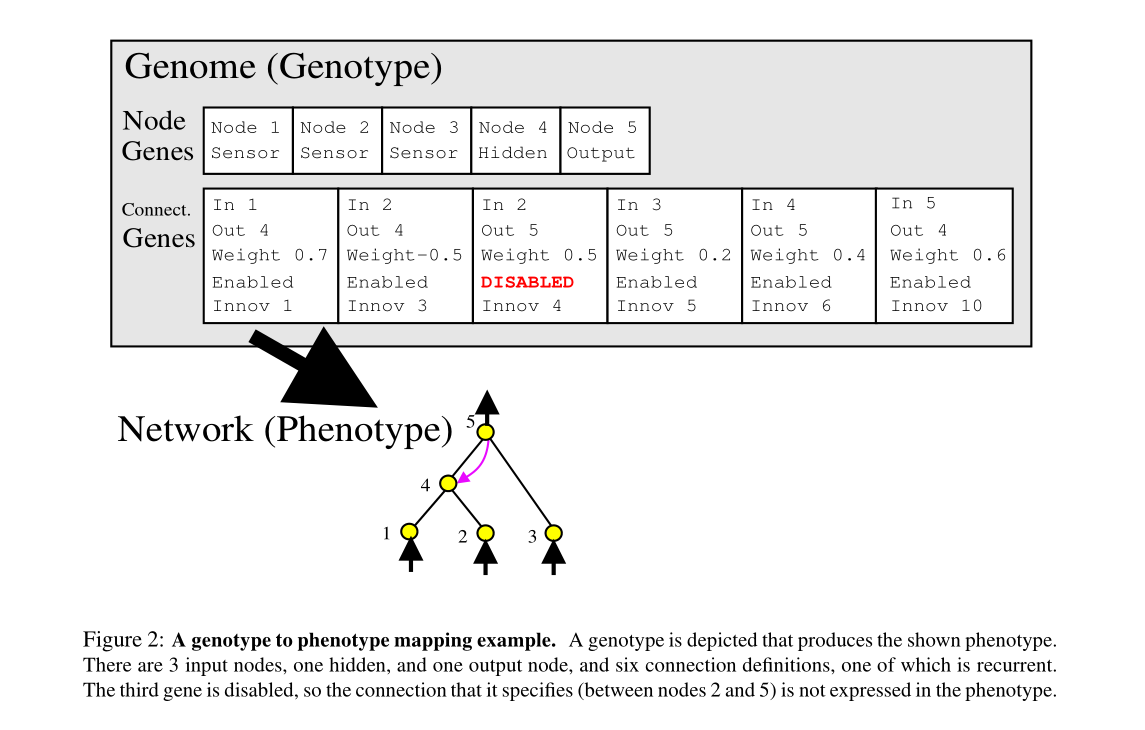 Genome (Genotype)
Node
Genes
Node 1 Node 2 Node 3 Node 4 Node 5
Sensor Sensor Sensor Hidden Output
Connect.
Genes
In 1 In 2 In 2 In 3 In 4 In 5
Out 4 Out 4 Out 5 Out 5 Out 5 Out 4
Weight 0.7 Weight-0.5 Weight 0.5 Weight 0.2 Weight 0.4 Weight 0.6
Enabled Enabled DISABLED Enabled Enabled Enabled
Innov 1 Innov 3 Innov 4 Innov 5 Innov 6 Innov 10
Network (Phenotype)
5
4
1 2 3
Figure 2: A genotype to phenotype mapping example. A genotype is depicted that produces the shown phenotype.
There are 3 input nodes, one hidden, and one output node, and six connection definitions, one of which is recurrent.
The third gene is disabled, so the connection that it specifies (between nodes 2 and 5) is not expressed in the phenotype.